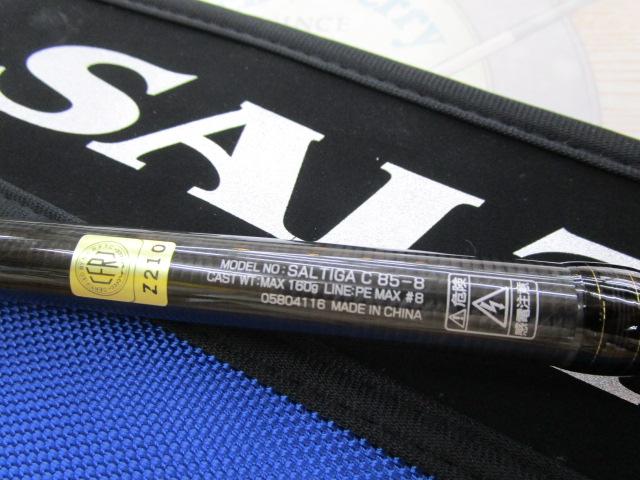 SALT
Z210
MODEL NO: SALTIGA C 85-8
CAST WT:MAX 160g LINE:PE MAX #8
05804116 MADE IN CHINA
危険
感電注意